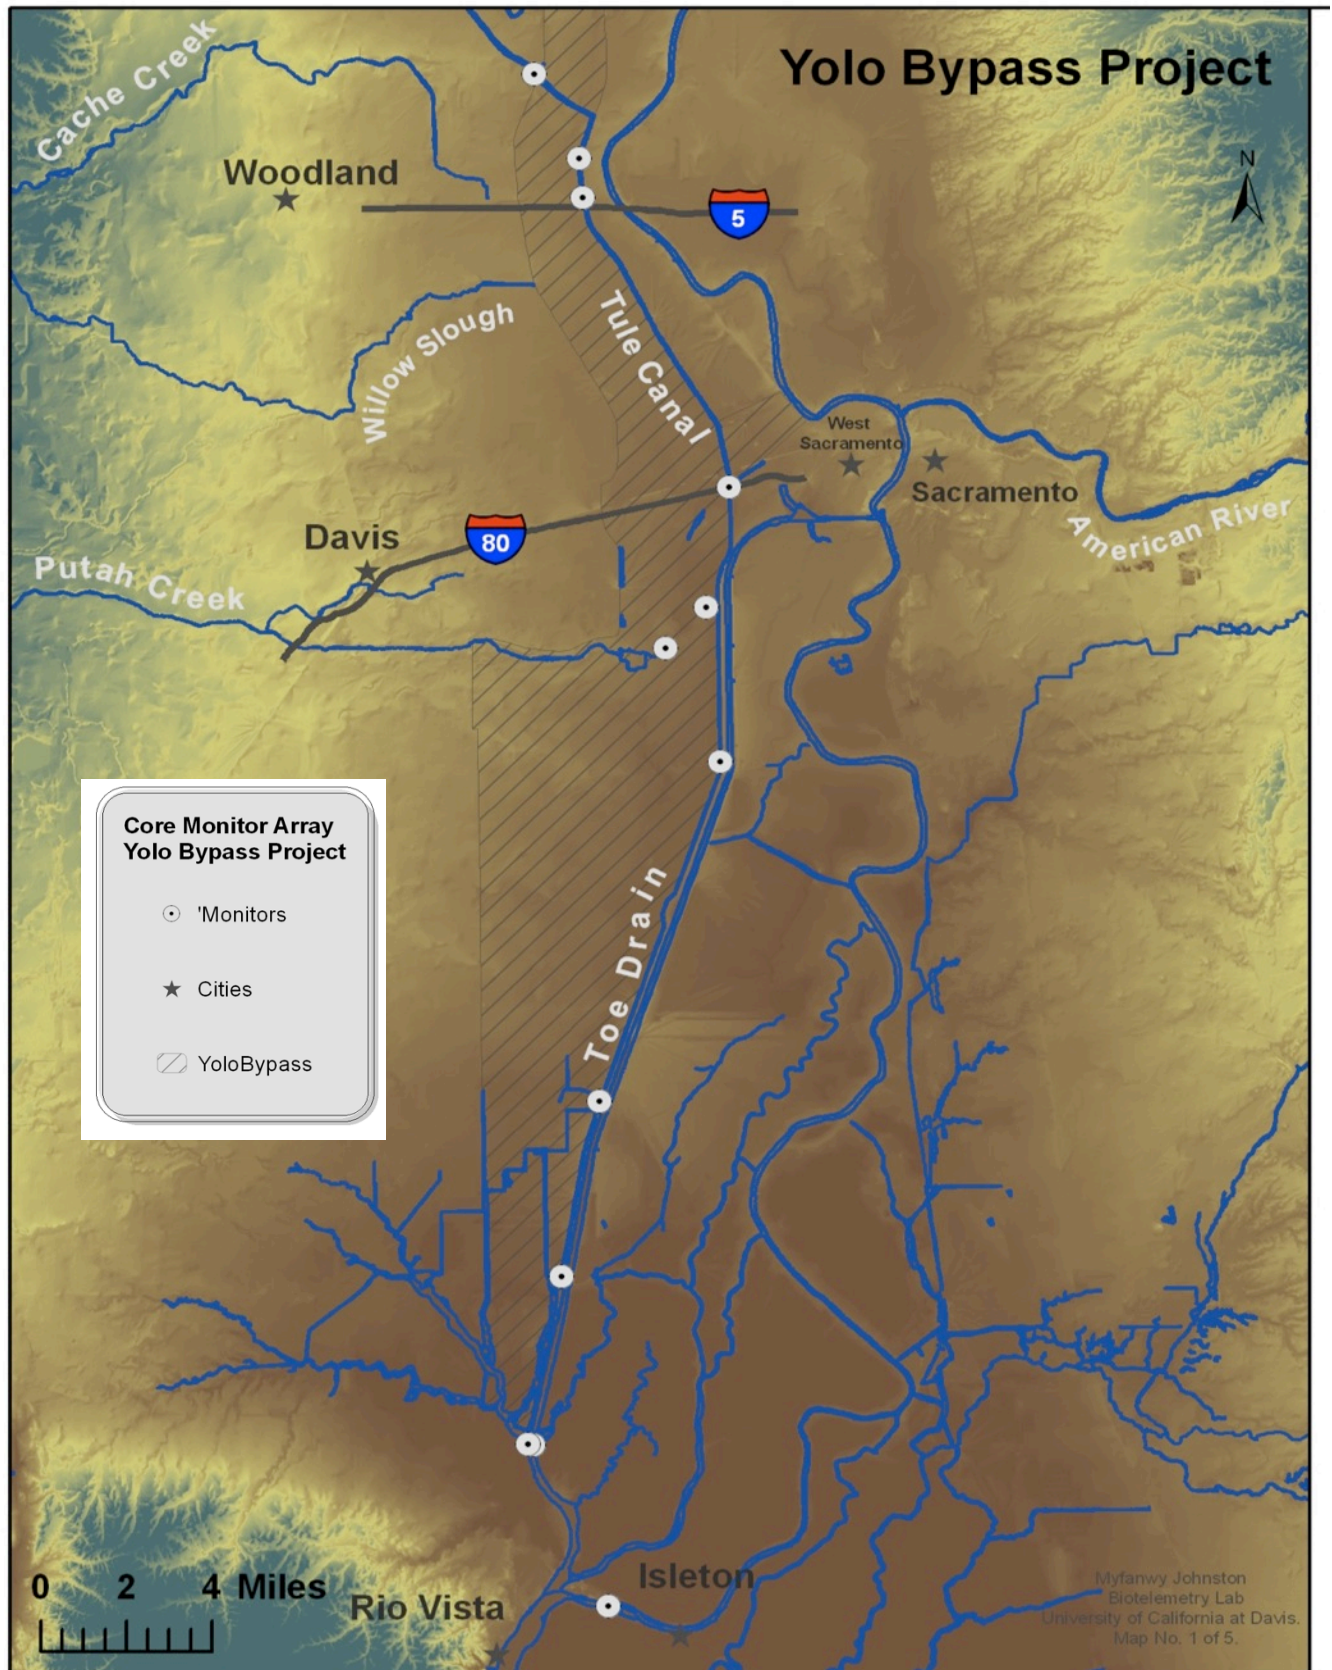 Yolo Bypass Project
Cache Creek
N
Woodland
5
Willow Slough
Tule Canal
West
Sacramento
Sacramento
American River
Davis
80
Putah Creek
Core Monitor Array
Yolo Bypass Project
'Monitors
Cities
YoloBypass
Toe Drain
Isleton
Rio Vista
0 2 4 Miles
Myfanwy Johnston
Biotelemetry Lab
University of California at Davis.
Map No. 1 of 5.